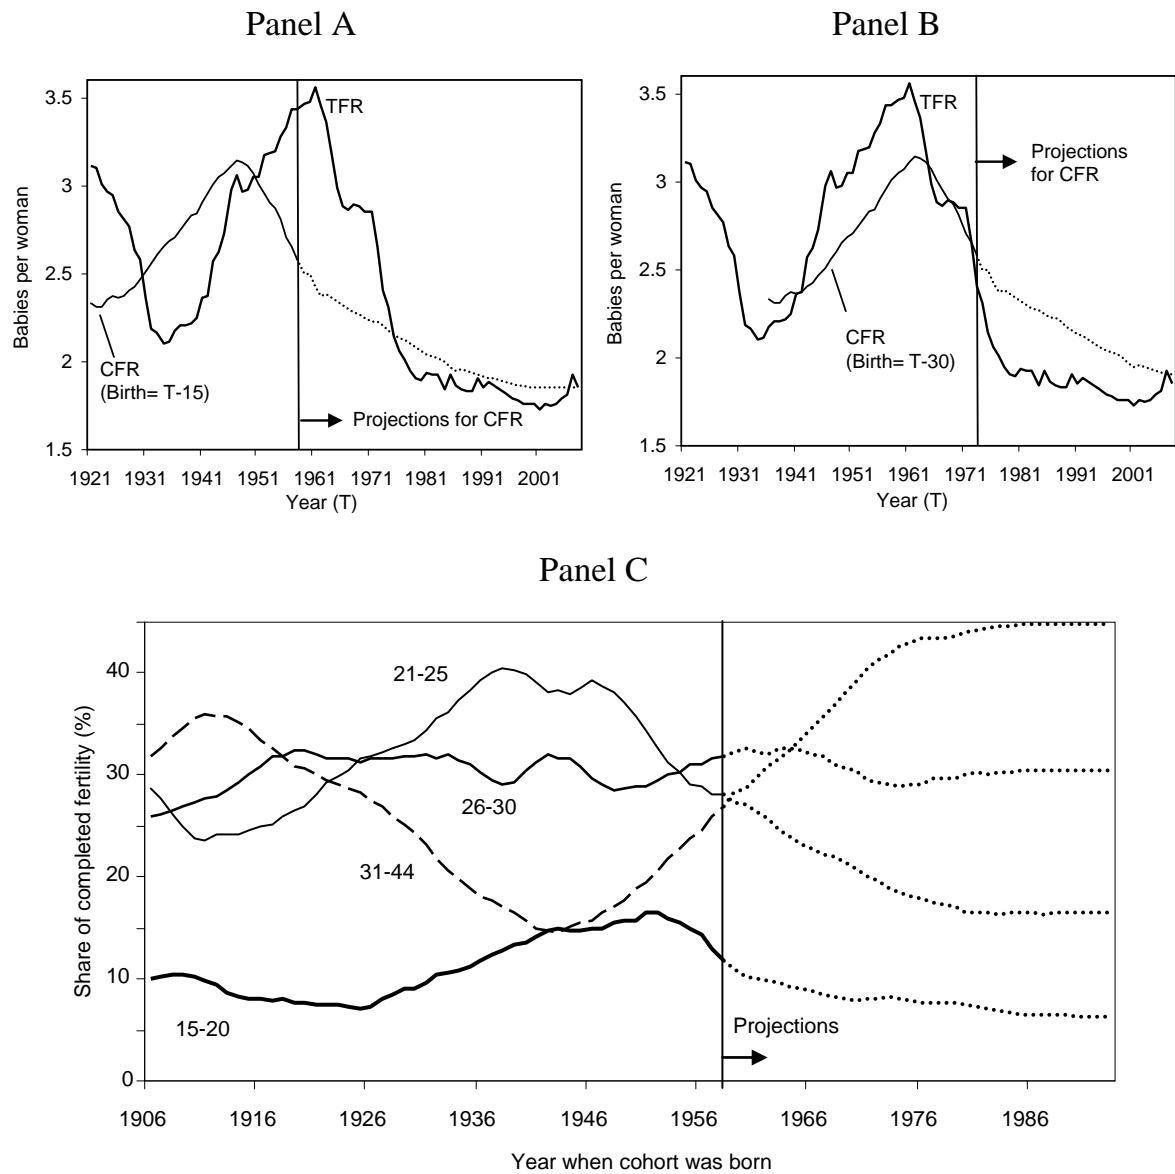 Panel A
Panel B
3.5
3
2.5
2
1.5
Babies per woman
TFR
CFR
(Birth= T-15)
Projections for CFR
1921 1931 1941 1951 1961 1971 1981 1991 2001
Year (T)
3.5
3
2.5
2
1.5
Babies per woman
TFR
Projections
for CFR
CFR
(Birth= T-30)
1921 1931 1941 1951 1961 1971 1981 1991 2001
Year (T)
Panel C
40
30
20
10
0
Share of completed fertility (%)
21-25
26-30
31-44
15-20
Projections
1906 1916 1926 1936 1946 1956 1966 1976 1986
Year when cohort was born